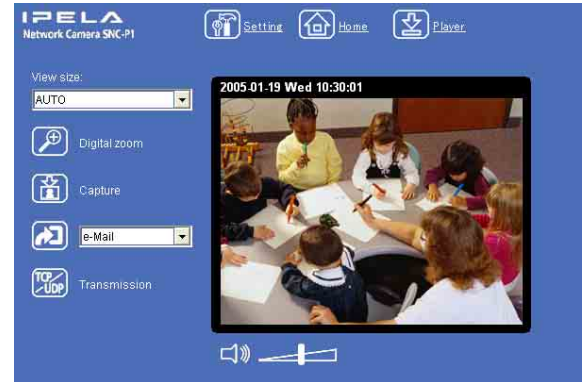 IPELA
Network Camera SNC-P1
Setting
Home
Player
View size:
AUTO
2005-01-19 Wed 10:30:01
Digital zoom
Capture
e-Mail
TCP/UDP
Transmission